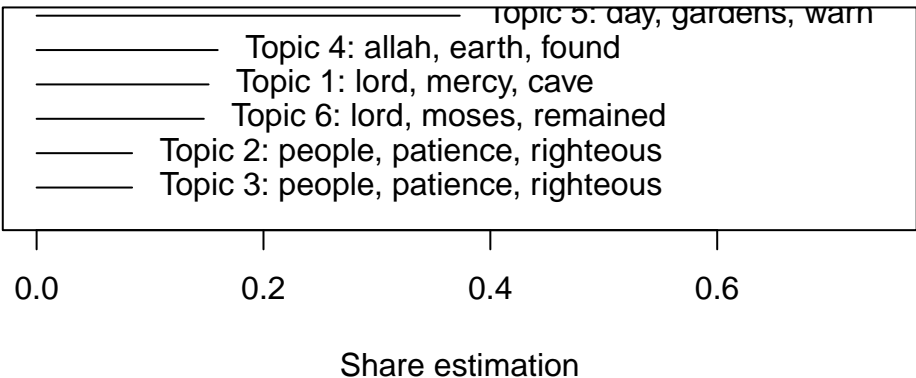 Topic 5: day, gardens, warn
Topic 4: allah, earth, found
Topic 1: lord, mercy, cave
Topic 6: lord, moses, remained
Topic 2: people, patience, righteous
Topic 3: people, patience, righteous
0.0 0.2 0.4 0.6
Share estimation